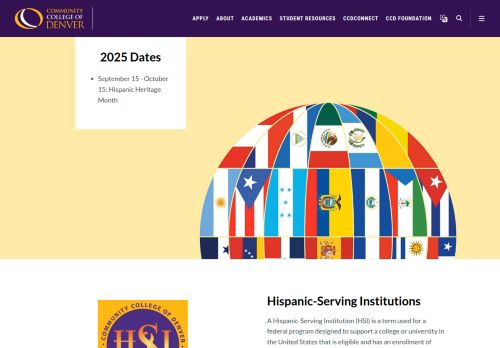 COMMUNITY
COLLEGE OF
DENVER
APPLY ABOUT ACADEMICS STUDENT RESOURCES CCDCONNECT CCD FOUNDATION
2025 Dates
• September 15 - October
15: Hispanic Heritage
Month
COMMUNITY COLLEGE OF DENVER
HSI
Hispanic-Serving Institutions
A Hispanic-Serving Institution (HSI) is a term used for
a federal program designed to support a college or university in
the United States that is eligible and has an enrollment of